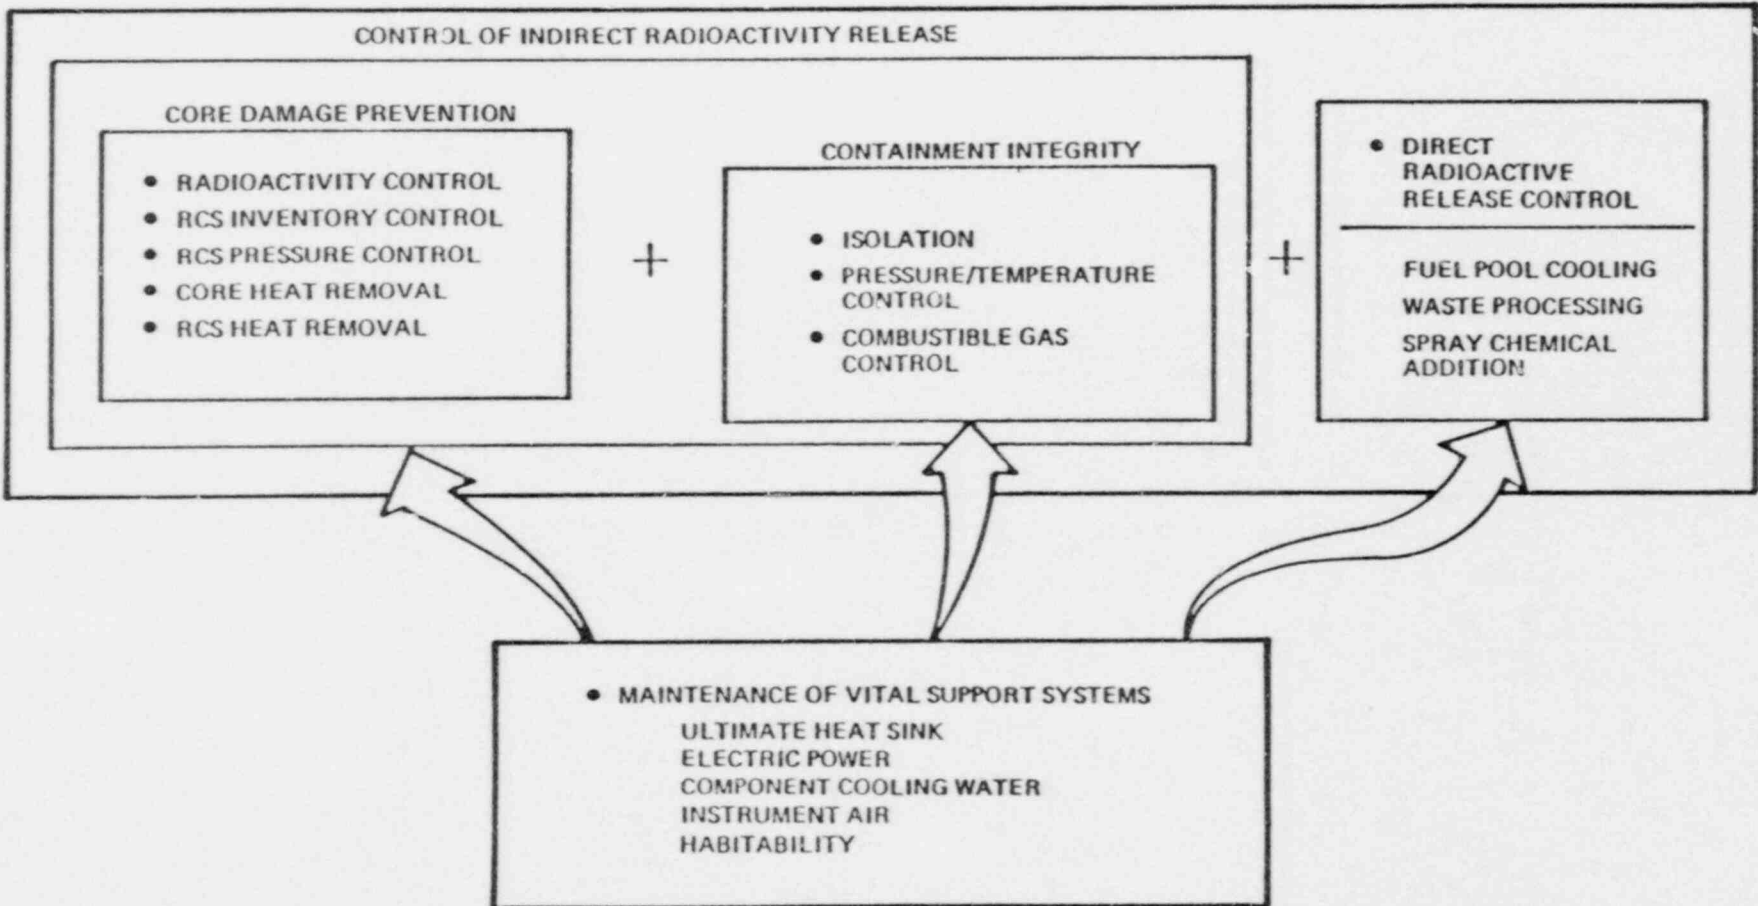 CONTROL OF INDIRECT RADIOACTIVITY RELEASE
CORE DAMAGE PREVENTION
• RADIOACTIVITY CONTROL
• RCS INVENTORY CONTROL
• RCS PRESSURE CONTROL
• CORE HEAT REMOVAL
• RCS HEAT REMOVAL
+
CONTAINMENT INTEGRITY
• ISOLATION
• PRESSURE/TEMPERATURE
CONTROL
• COMBUSTIBLE GAS
CONTROL
+
• DIRECT
RADIOACTIVE
RELEASE CONTROL
FUEL POOL COOLING
WASTE PROCESSING
SPRAY CHEMICAL
ADDITION
• MAINTENANCE OF VITAL SUPPORT SYSTEMS
ULTIMATE HEAT SINK
ELECTRIC POWER
COMPONENT COOLING WATER
INSTRUMENT AIR
HABITABILITY